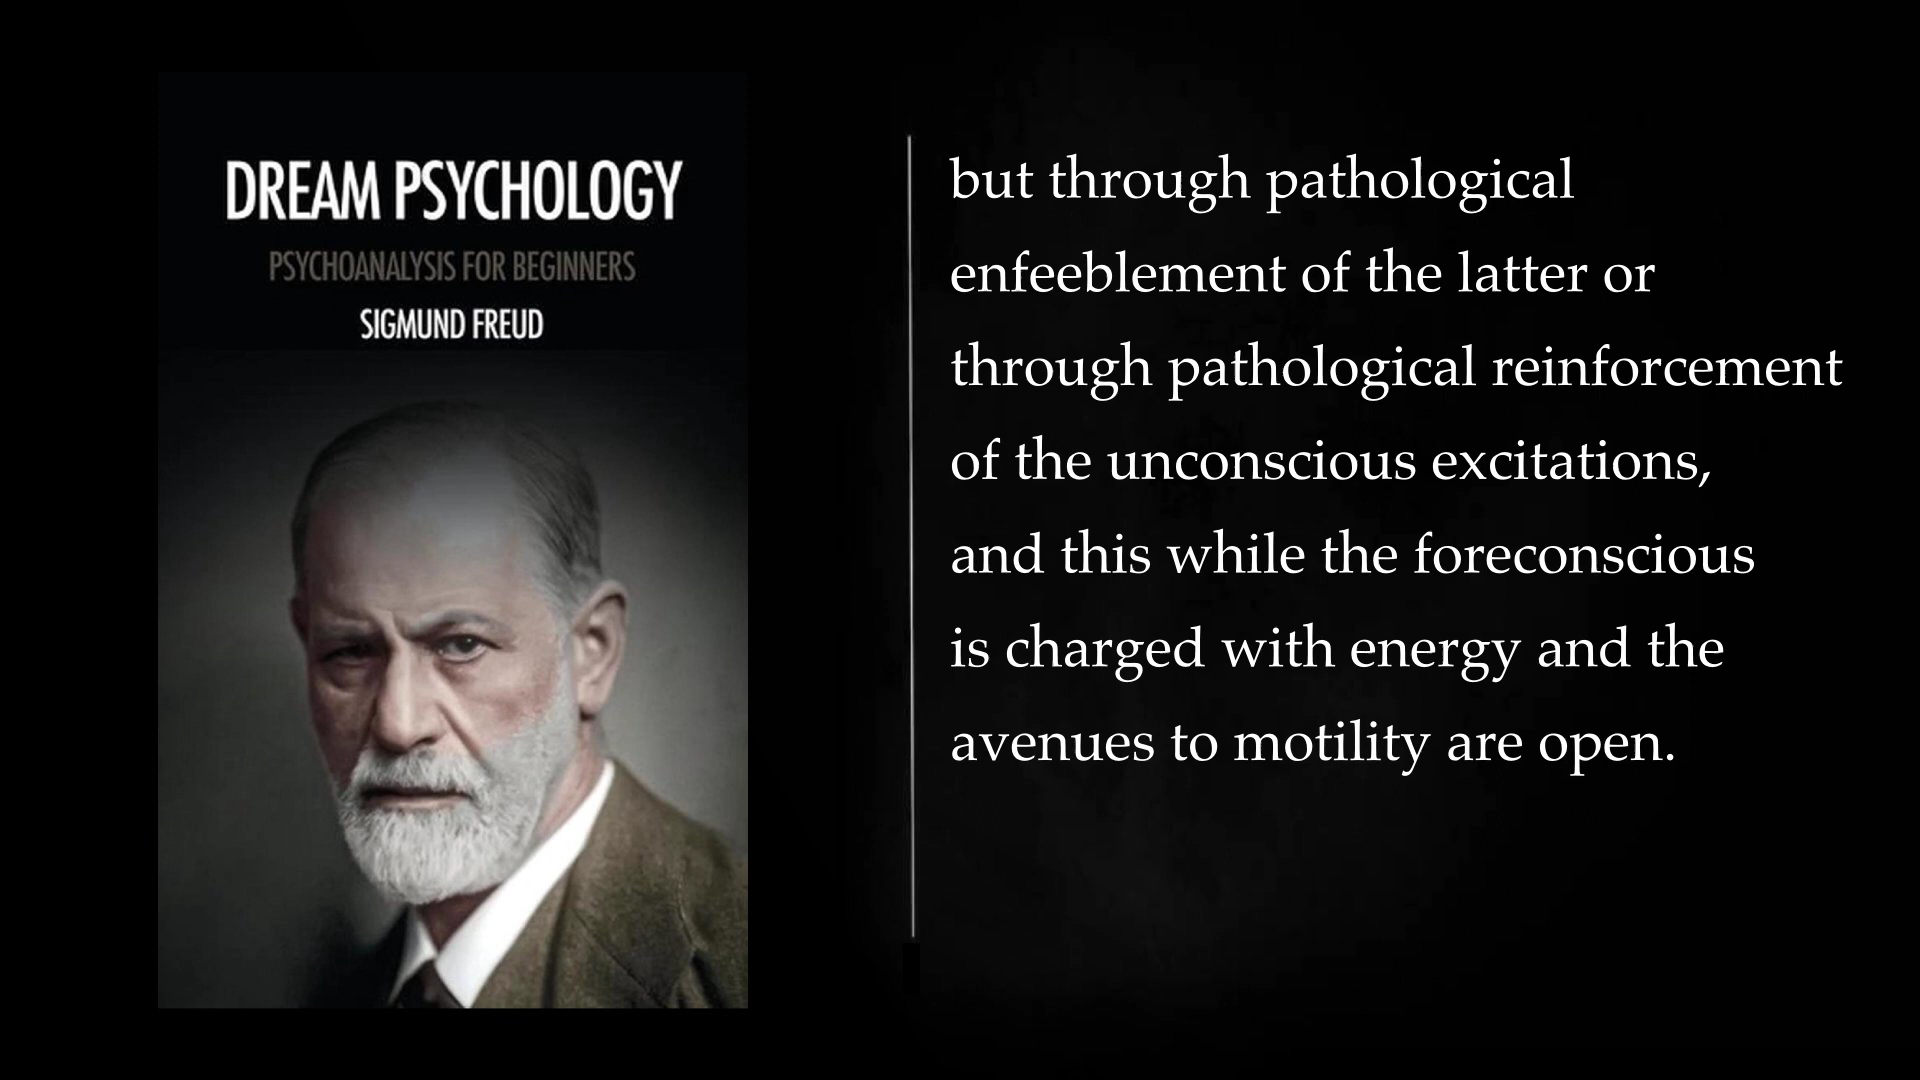 DREAM PSYCHOLOGY
PSYCHOANALYSIS FOR BEGINNERS
SIGMUND FREUD
but through pathological
enfeeblement of the latter or
through pathological reinforcement
of the unconscious excitations,
and this while the foreconscious
is charged with energy and the
avenues to motility are open.